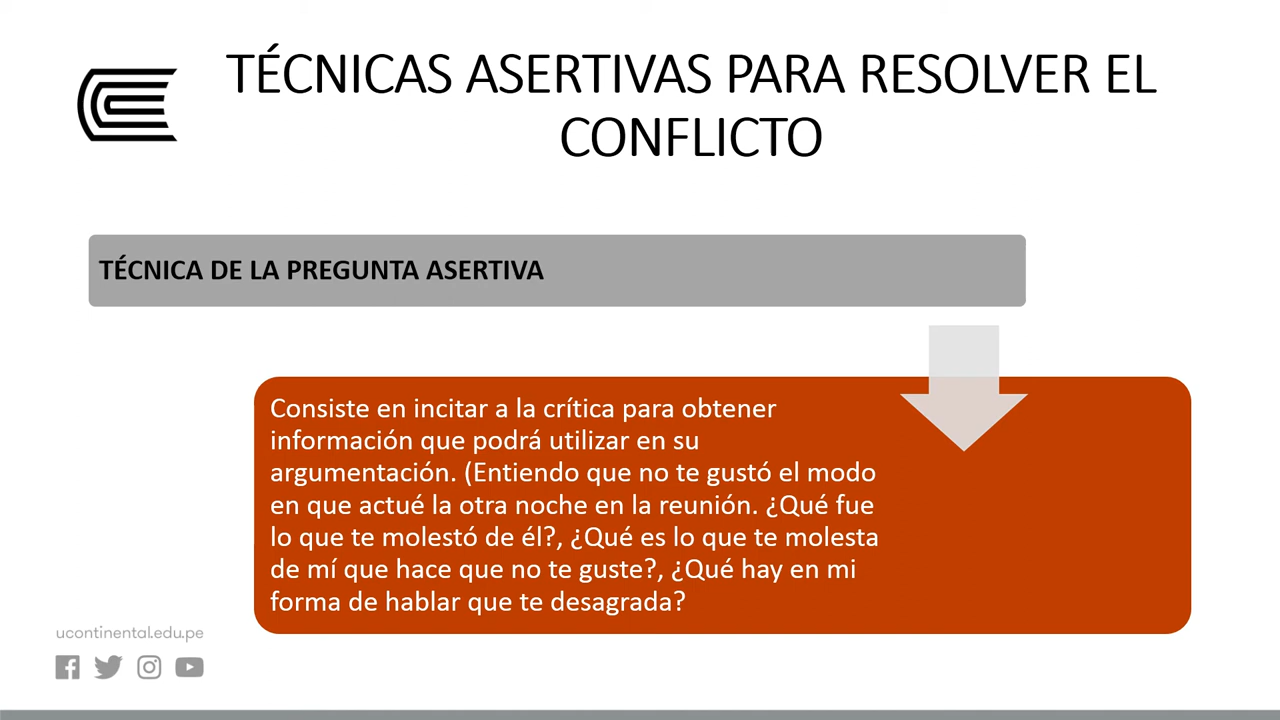 TÉCNICAS ASERTIVAS PARA RESOLVER EL
CONFLICTO
TÉCNICA DE LA PREGUNTA ASERTIVA
Consiste en incitar a la crítica para obtener
información que podrá utilizar en su
argumentación. (Entiendo que no te gustó el modo
en que actué la otra noche en la reunión. ¿Qué fue
lo que te molestó de él?, ¿Qué es lo que te molesta
de mí que hace que no te guste?, ¿Qué hay en mi
forma de hablar que te desagrada?
ucontinental.edu.pe